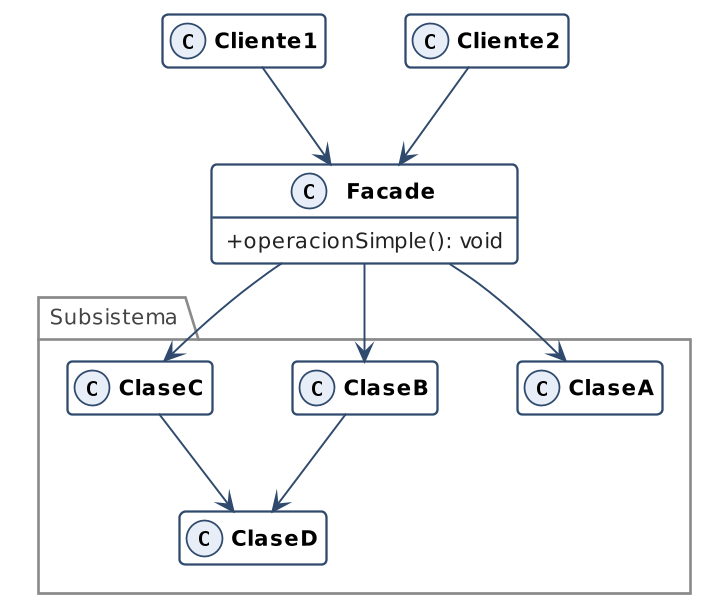 C Cliente1
C Cliente2
C Facade
+operacionSimple(): void
Subsistema
C ClaseC
C ClaseB
C ClaseA
C ClaseD